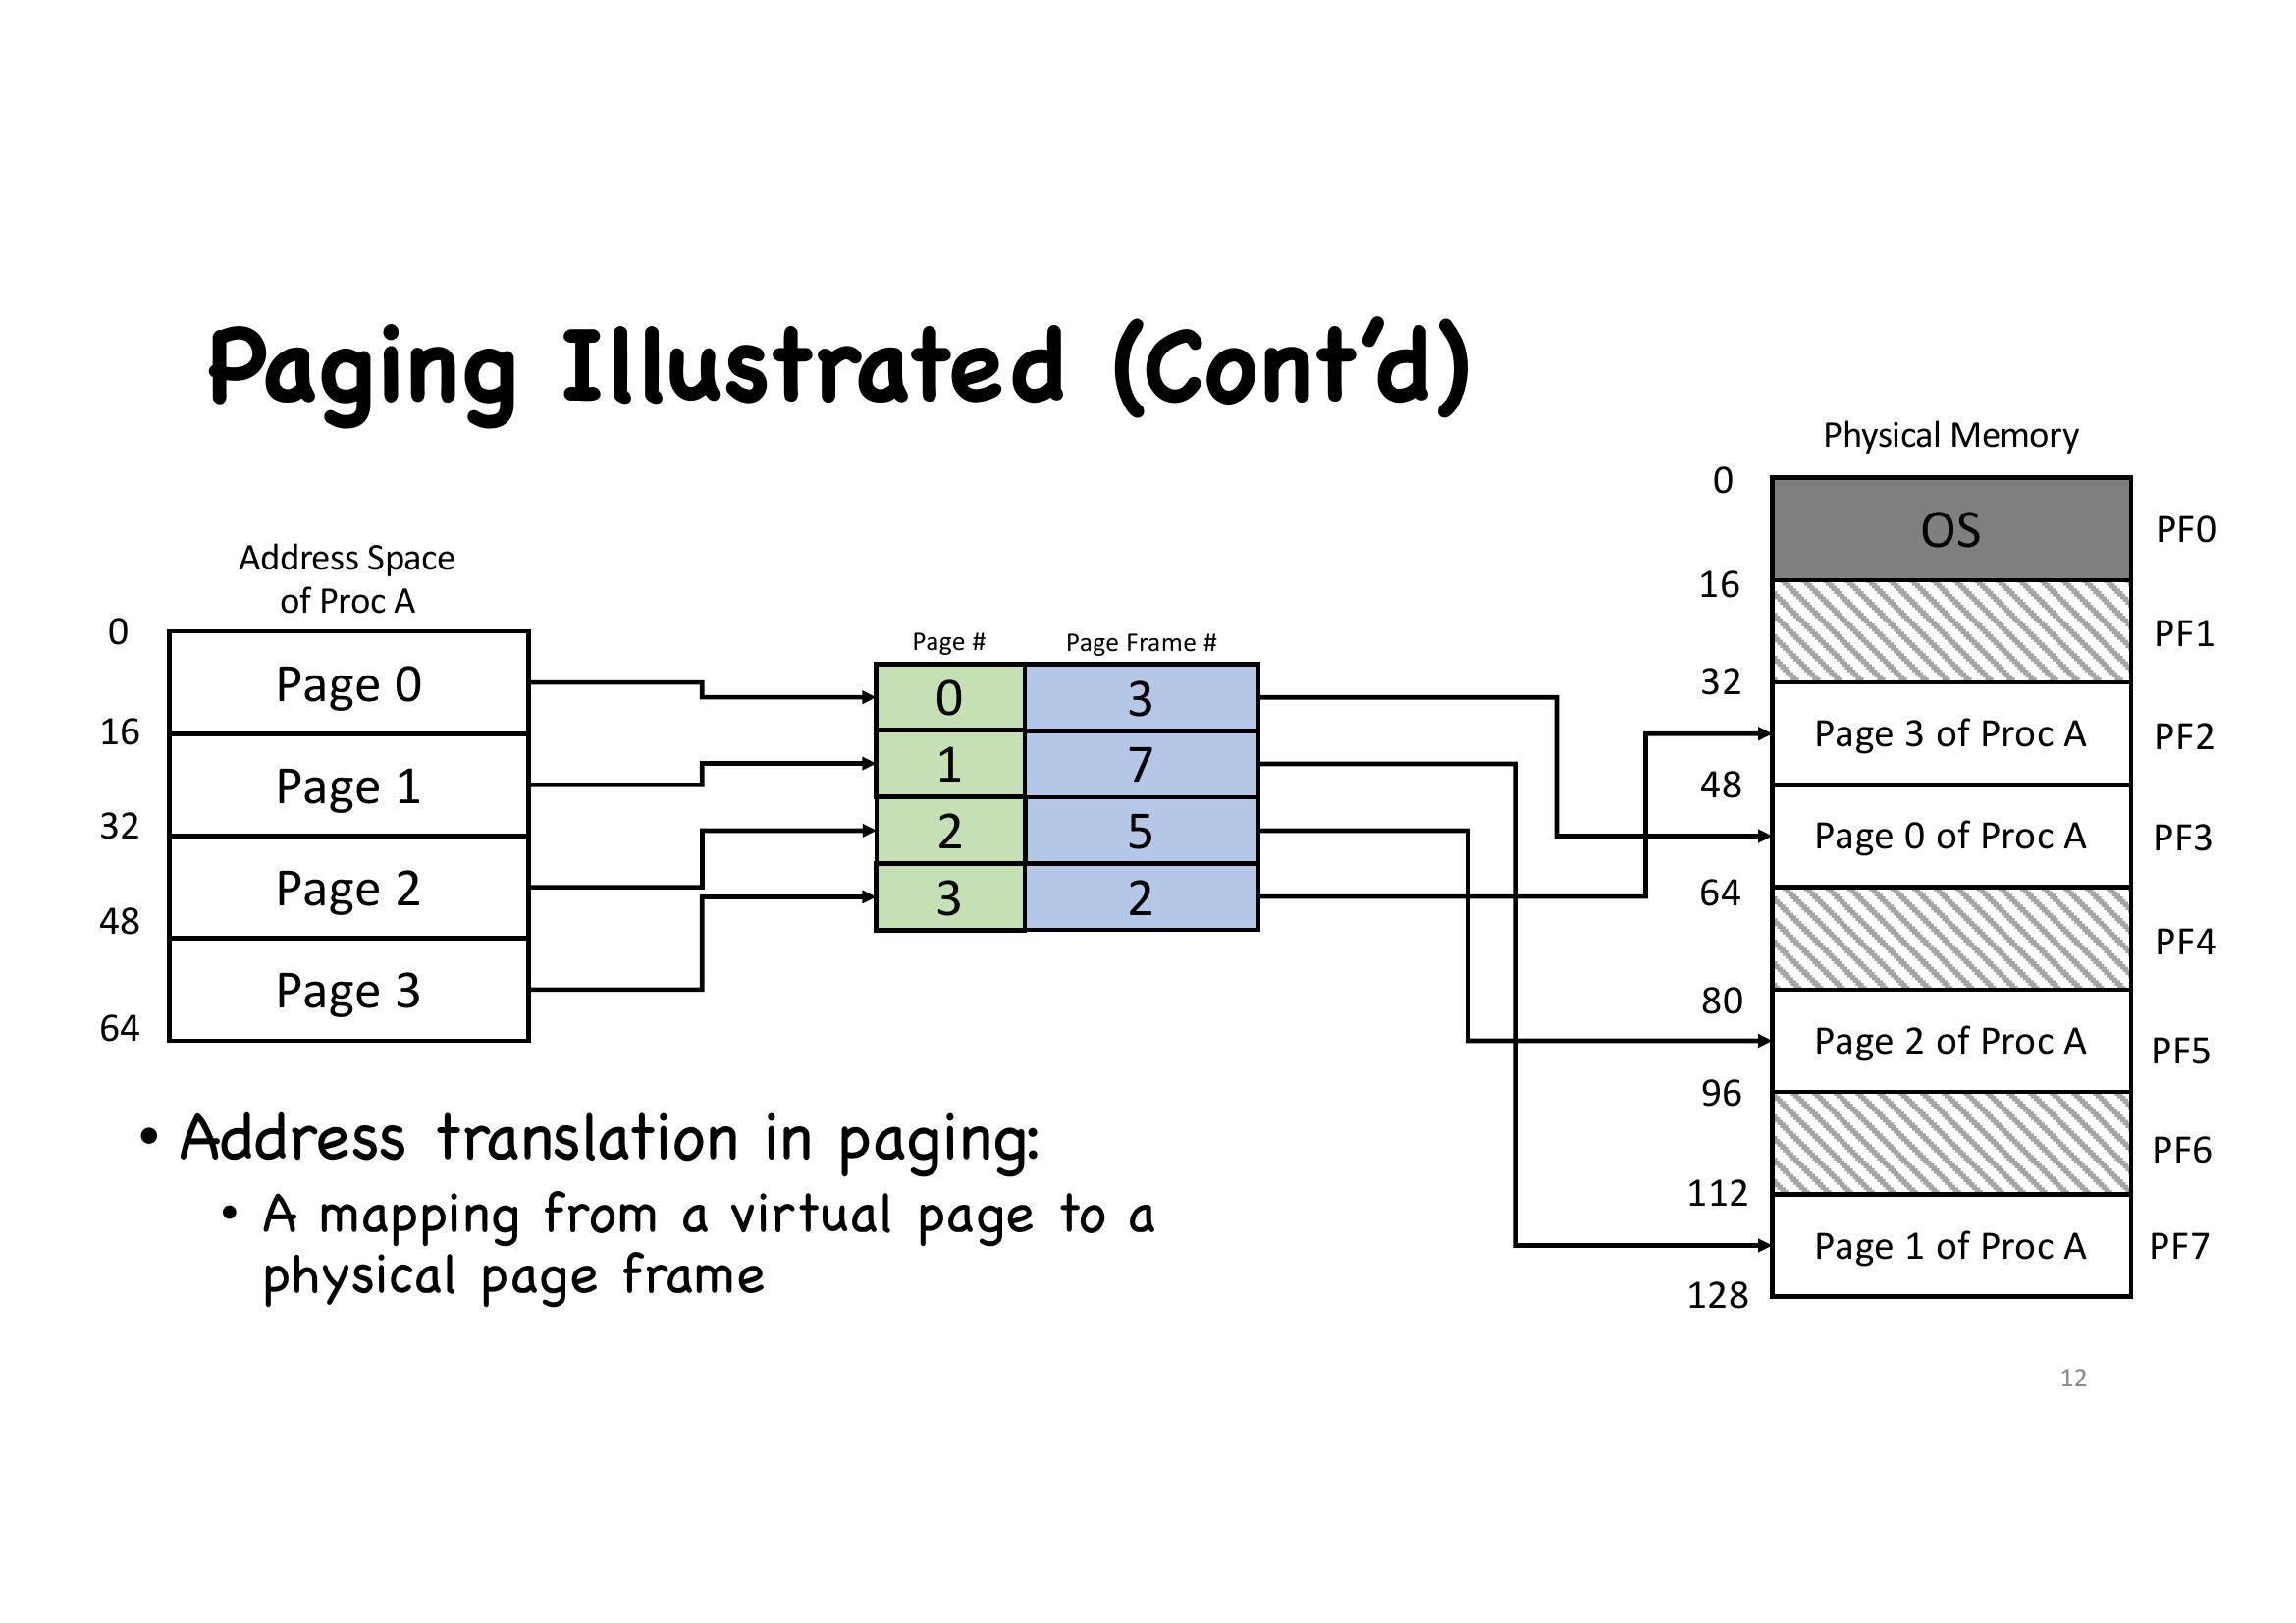 Paging Illustrated (Cont’d)
Physical Memory
0
OS
PF0
16
PF1
32
Page 3 of Proc A
PF2
48
Page 0 of Proc A
PF3
64
PF4
80
Page 2 of Proc A
PF5
96
PF6
112
Page 1 of Proc A
PF7
128
Address Space
of Proc A
0
Page 0
16
Page 1
32
Page 2
48
Page 3
64
Page # Page Frame #
0 3
1 7
2 5
3 2
• Address translation in paging:
• A mapping from a virtual page to a
physical page frame
12